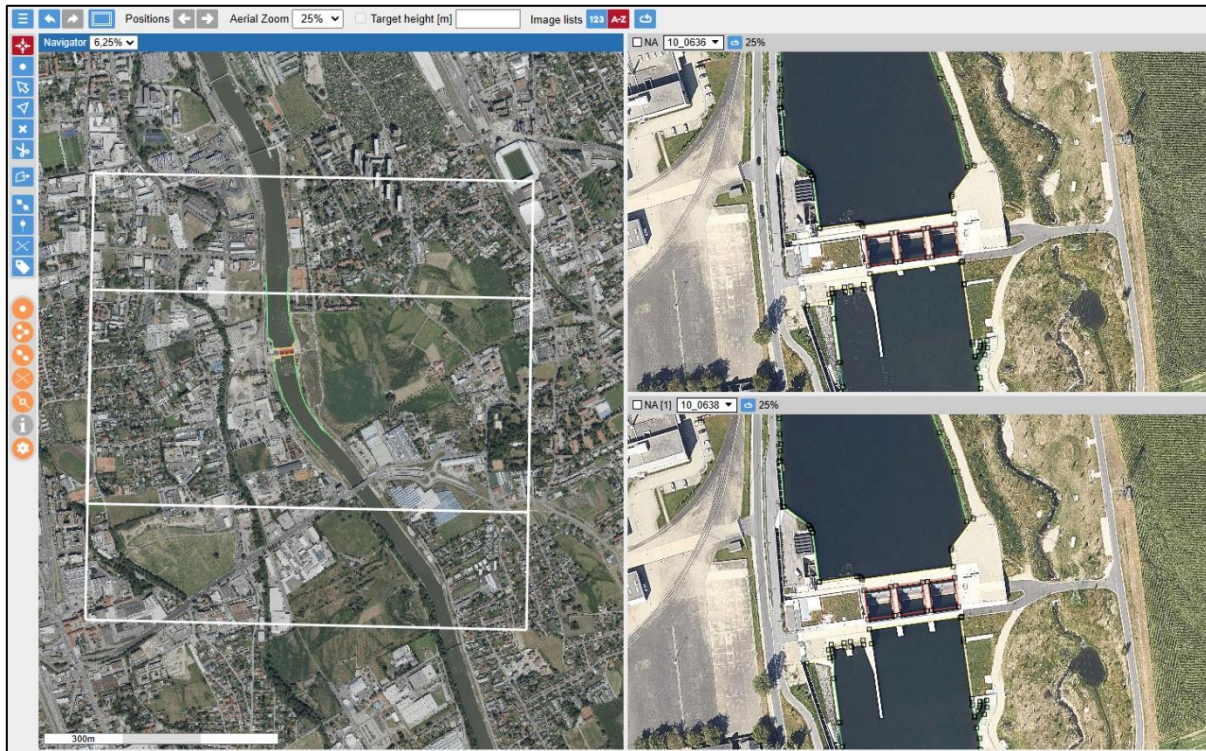 Positions Aerial Zoom 25% Target height [m] Image lists 123 A-Z
Navigator 6,25%
NA 10_0636 25%
NA [1] 10_0638 25%
300m